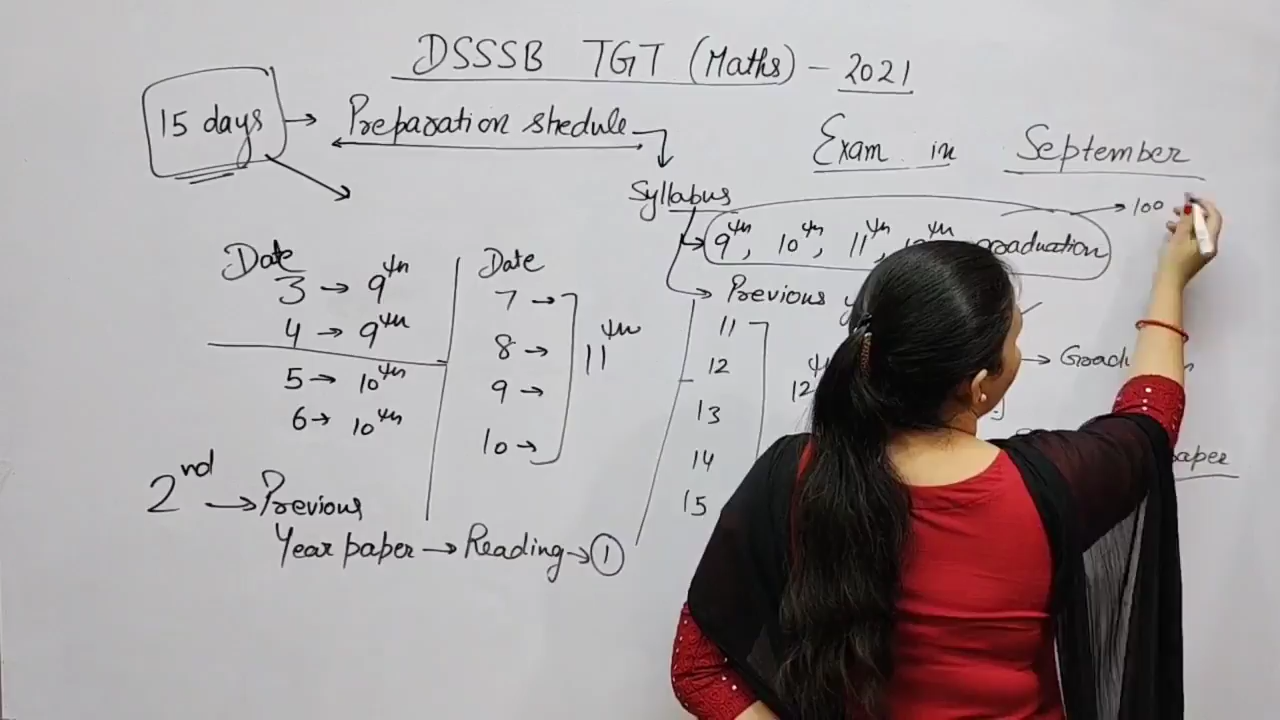 DSSSB TGT (Maths) - 2021
15 days → Preparation shedule
Exam in September
Syllabus
→ 100
9th, 10th, 11th, graduation
→ Previous
Date
3 → 9th
4 → 9th
5 → 10th
6 → 10th
Date
7 →
8 →
9 →
10 →
11th
11
12
13
14
15
12
→
paper
2nd → Previous
Year paper → Reading → 1